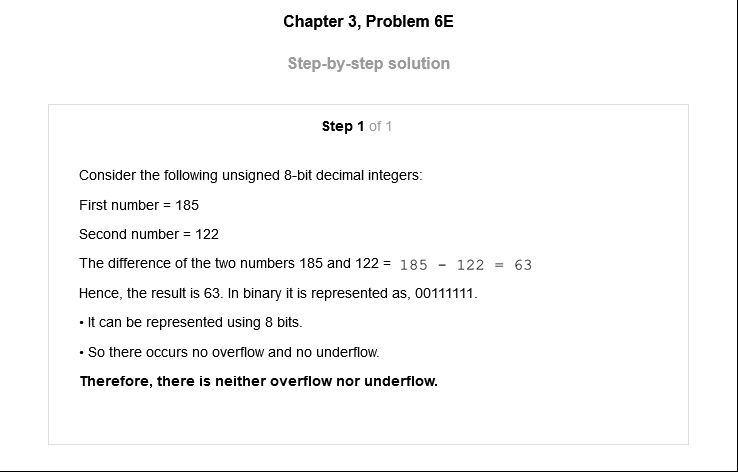 Chapter 3, Problem 6E
Step-by-step solution
Step 1 of 1
Consider the following unsigned 8-bit decimal integers:
First number = 185
Second number = 122
The difference of the two numbers 185 and 122 = 185 - 122 = 63
Hence, the result is 63. In binary it is represented as, 00111111.
• It can be represented using 8 bits.
• So there occurs no overflow and no underflow.
Therefore, there is neither overflow nor underflow.